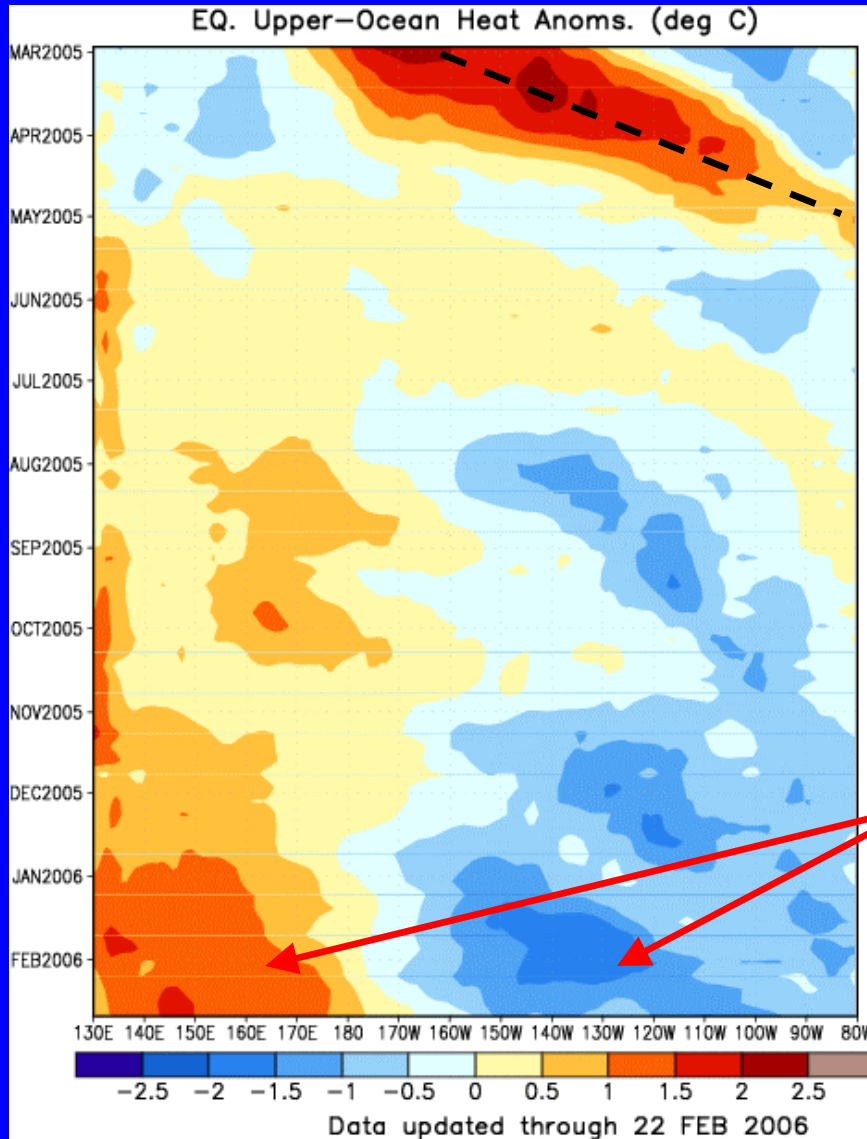 EQ. Upper-Ocean Heat Anoms. (deg C)
MAR2005
APR2005
MAY2005
JUN2005
JUL2005
AUG2005
SEP2005
OCT2005
NOV2005
DEC2005
JAN2006
FEB2006
130E 140E 150E 160E 170E 180 170W 160W 150W 140W 130W 120W 110W 100W 90W 80W
-2.5 -2 -1.5 -1 -0.5 0 0.5 1 1.5 2 2.5
Data updated through 22 FEB 2006